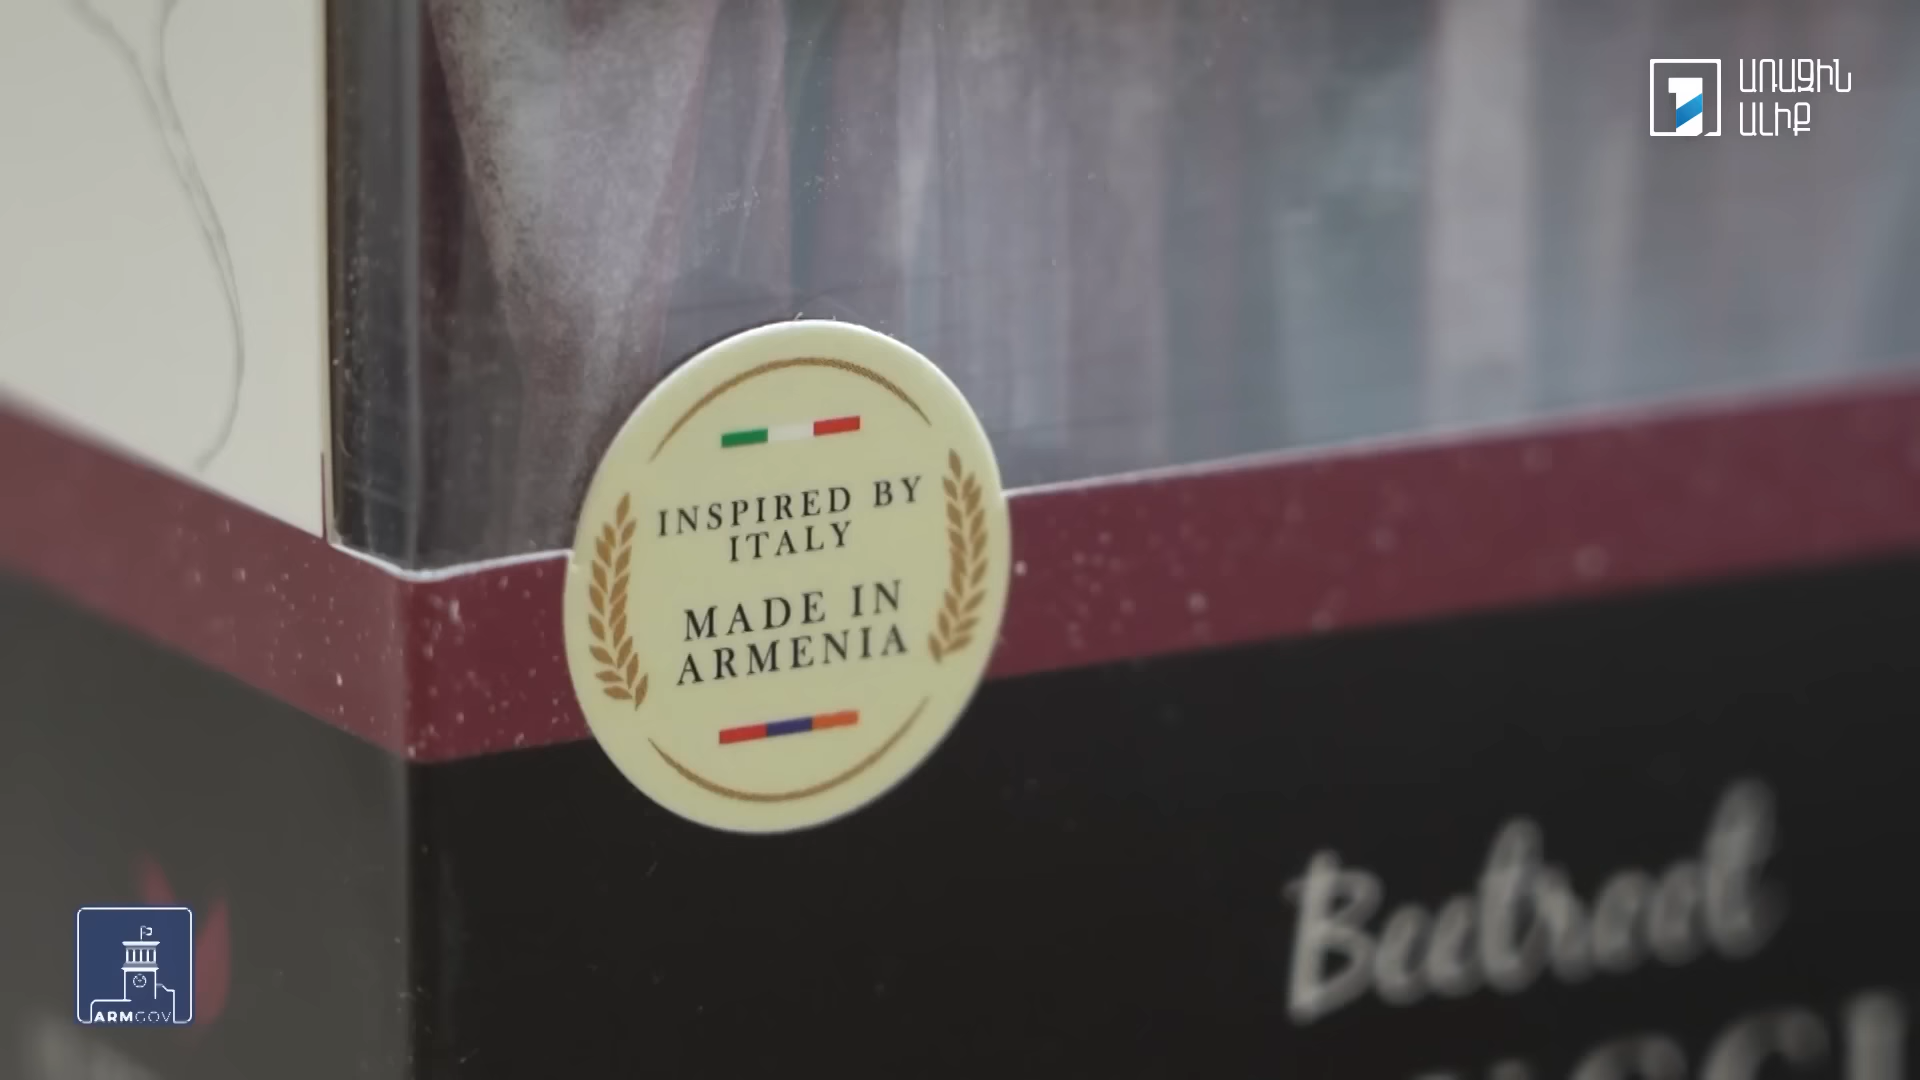 ԱՌԱՋԻՆ
ԱԼԻՔ
INSPIRED BY
ITALY
MADE IN
ARMENIA
Beetroot
ARMGOV